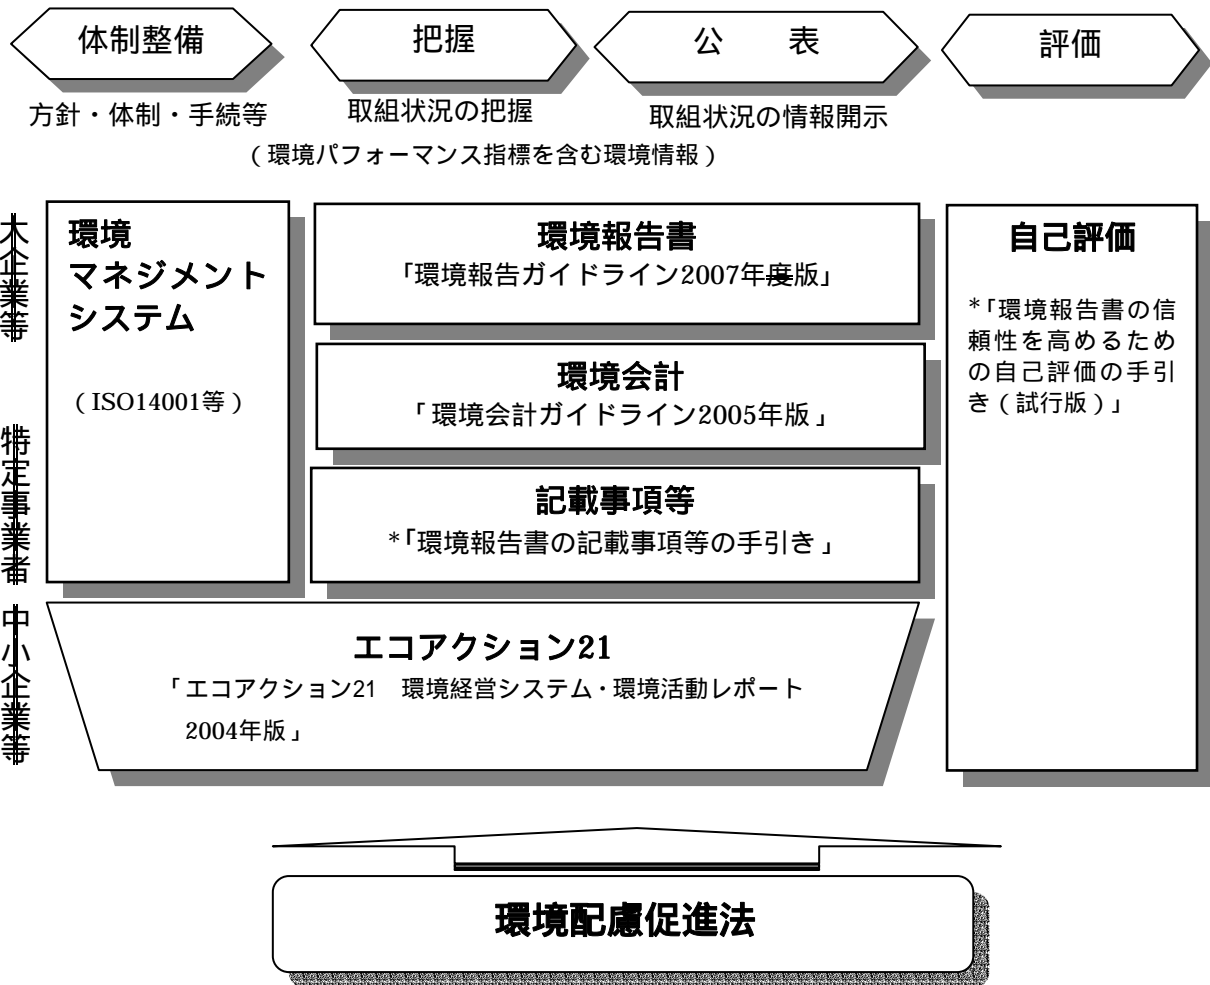 体制整備
把握
公　　表
評価
方針・体制・手続等
取組状況の把握
取組状況の情報開示
（環境パフォーマンス指標を含む環境情報）
大企業等
特定事業者
中小企業等
環境
マネジメント
システム
（ISO14001等）
環境報告書
「環境報告ガイドライン2007年度版」
環境会計
「環境会計ガイドライン2005年版」
記載事項等
*「環境報告書の記載事項等の手引き」
自己評価
*「環境報告書の信
頼性を高めるため
の自己評価の手引
き（試行版）」
エコアクション21
「エコアクション21　環境経営システム・環境活動レポート
2004年版」
環境配慮促進法